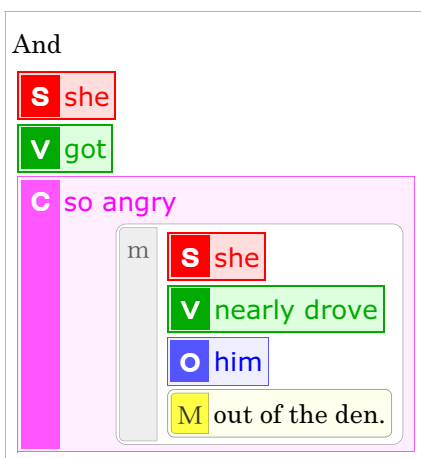 And
S she
V got
C so angry
m
S she
V nearly drove
O him
M out of the den.